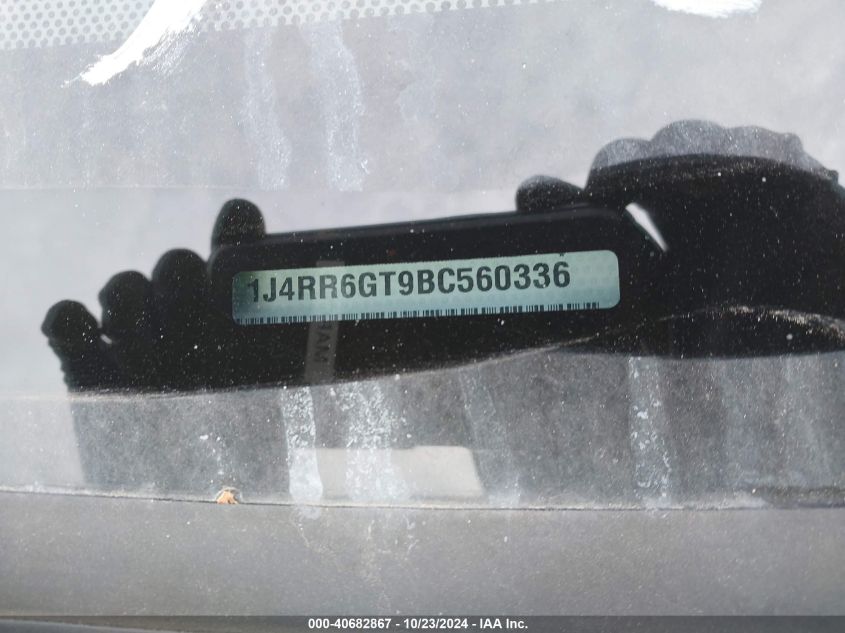 1J4RR6GT9BC560336
000-40682867 - 10/23/2024 - IAA Inc.